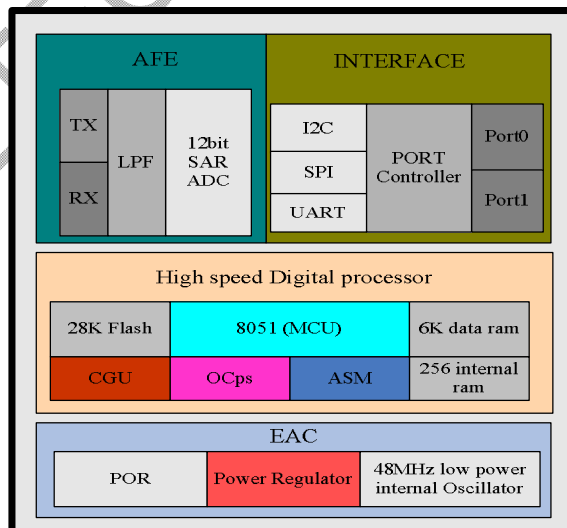 AFE
INTERFACE
TX
RX
LPF
12bit
SAR
ADC
I2C
SPI
UART
PORT
Controller
Port0
Port1
High speed Digital processor
28K Flash
8051 (MCU)
6K data ram
CGU
OCps
ASM
256 internal
ram
EAC
POR
Power Regulator
48MHz low power
internal Oscillator